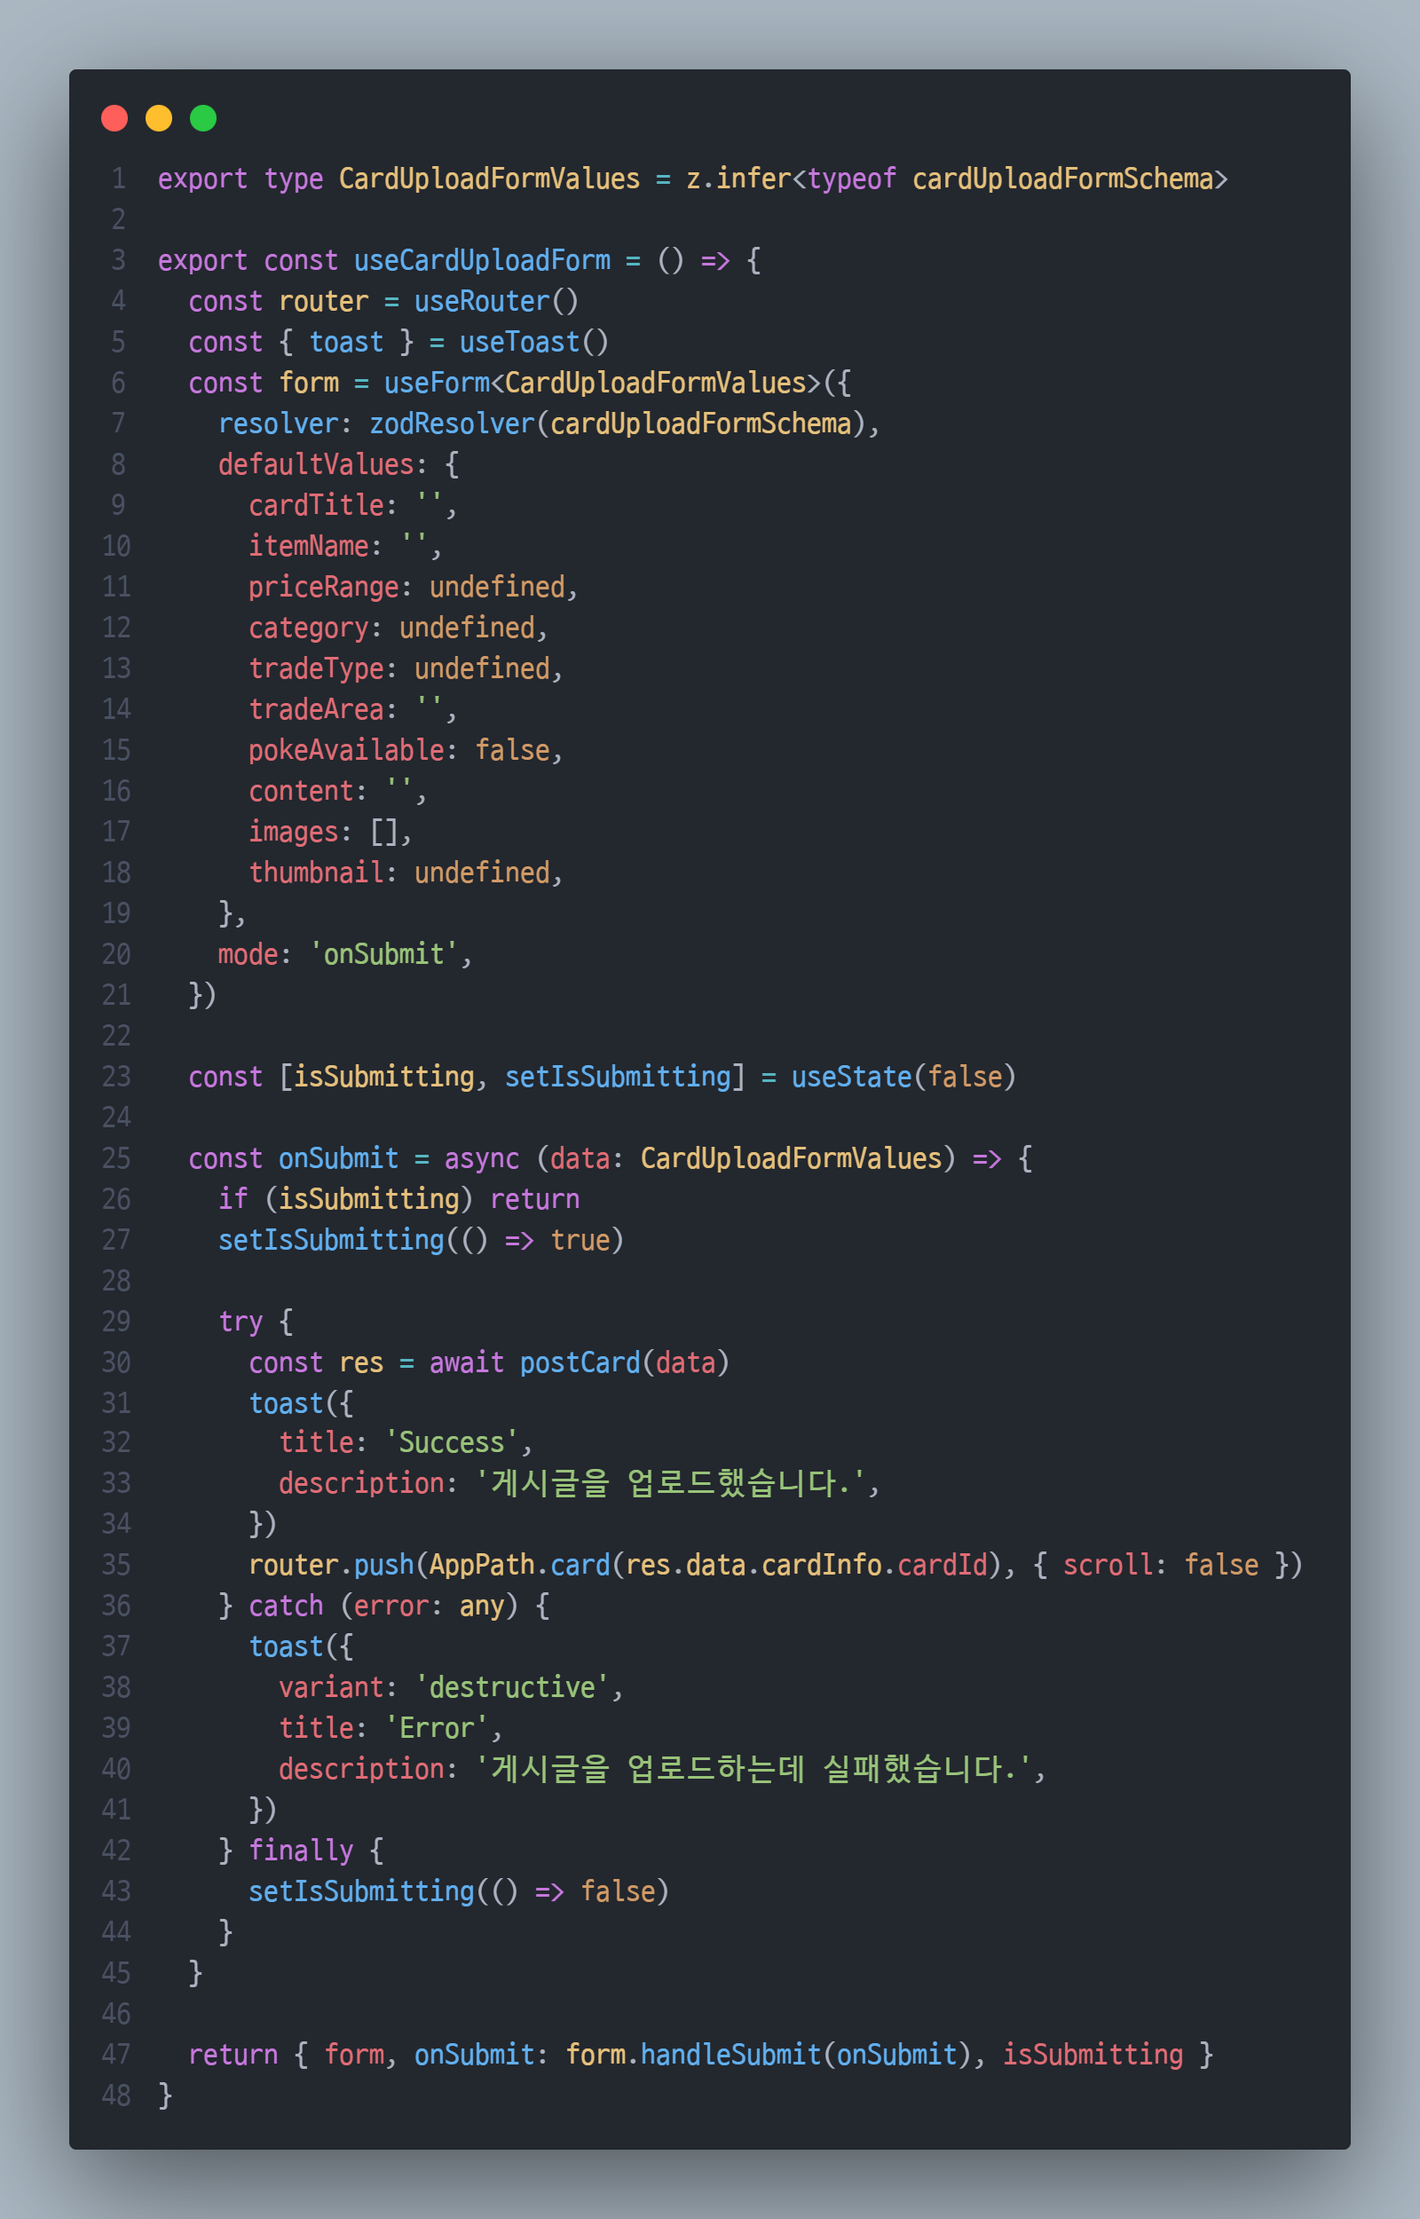 1 export type CardUploadFormValues = z.infer<typeof cardUploadFormSchema>
2
3 export const useCardUploadForm = () => {
4   const router = useRouter()
5   const { toast } = useToast()
6   const form = useForm<CardUploadFormValues>({
7     resolver: zodResolver(cardUploadFormSchema),
8     defaultValues: {
9       cardTitle: '',
10       itemName: '',
11       priceRange: undefined,
12       category: undefined,
13       tradeType: undefined,
14       tradeArea: '',
15       pokeAvailable: false,
16       content: '',
17       images: [],
18       thumbnail: undefined,
19     },
20     mode: 'onSubmit',
21   })
22
23   const [isSubmitting, setIsSubmitting] = useState(false)
24
25   const onSubmit = async (data: CardUploadFormValues) => {
26     if (isSubmitting) return
27     setIsSubmitting(() => true)
28
29     try {
30       const res = await postCard(data)
31       toast({
32         title: 'Success',
33         description: '게시글을 업로드했습니다.',
34       })
35       router.push(AppPath.card(res.data.cardInfo.cardId), { scroll: false })
36     } catch (error: any) {
37       toast({
38         variant: 'destructive',
39         title: 'Error',
40         description: '게시글을 업로드하는데 실패했습니다.',
41       })
42     } finally {
43       setIsSubmitting(() => false)
44     }
45   }
46
47   return { form, onSubmit: form.handleSubmit(onSubmit), isSubmitting }
48 }